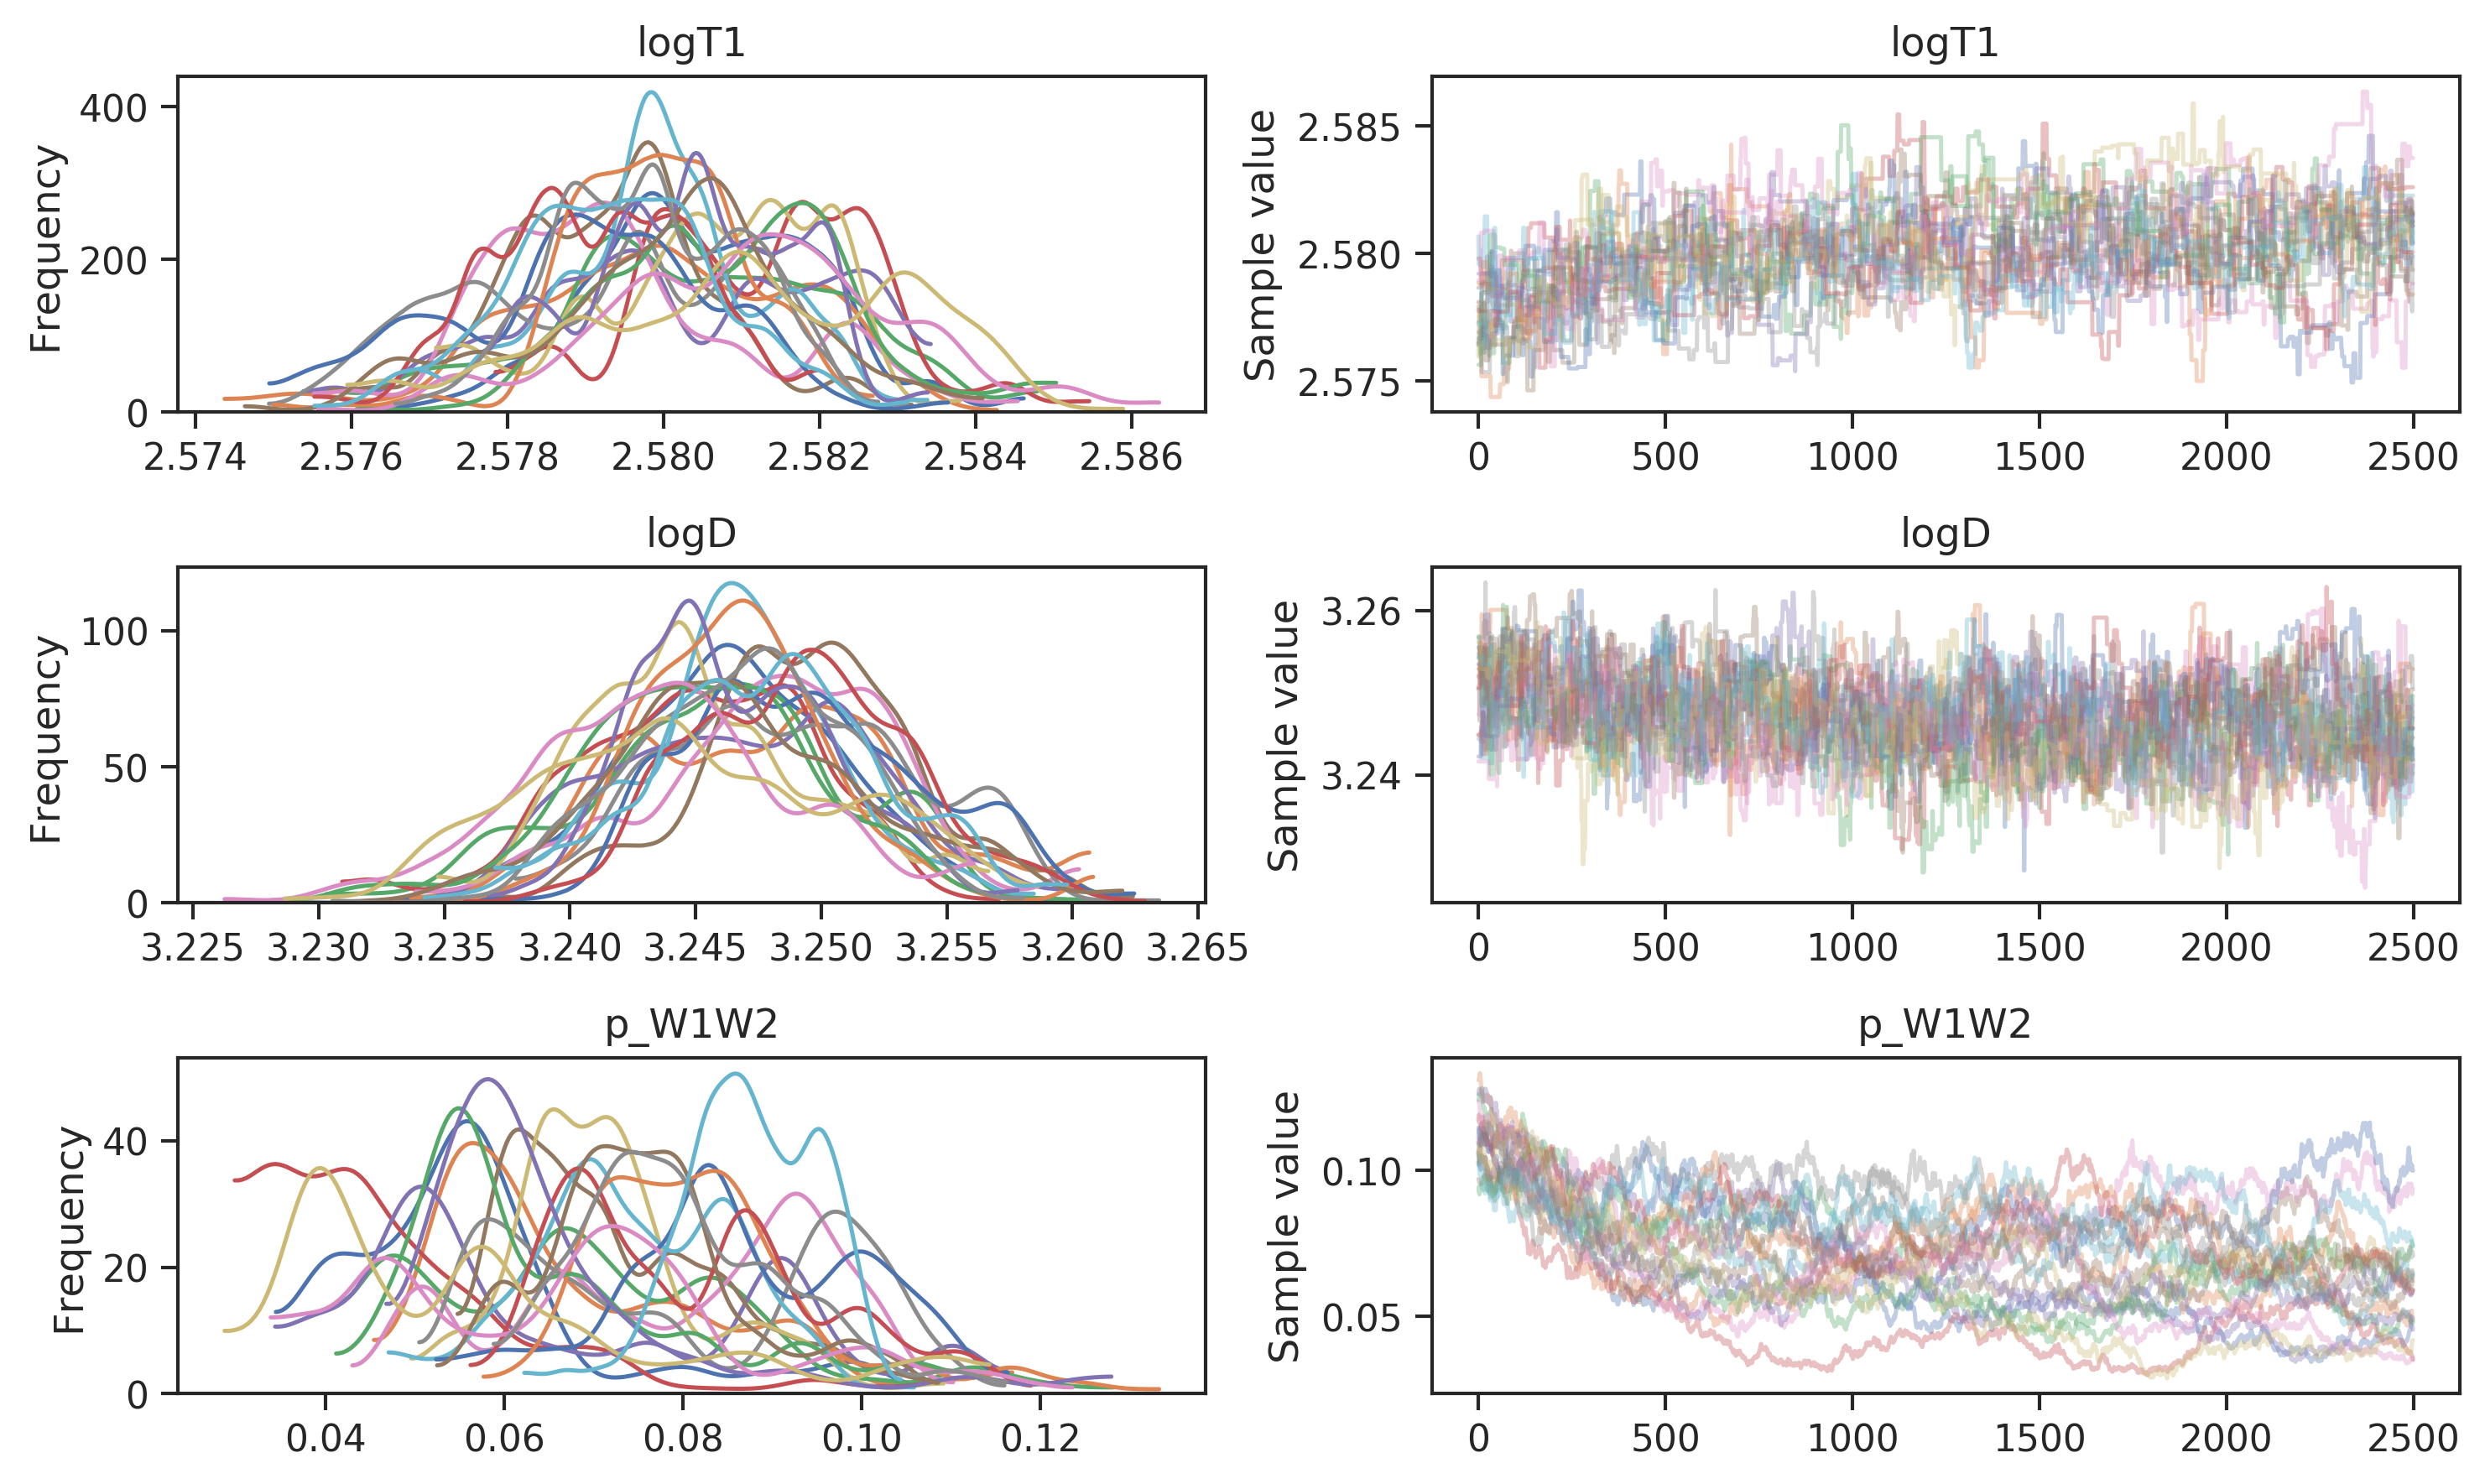 logT1
Frequency
400
200
0
2.574 2.576 2.578 2.580 2.582 2.584 2.586
logT1
Sample value
2.585
2.580
2.575
0 500 1000 1500 2000 2500
logD
Frequency
100
50
0
3.225 3.230 3.235 3.240 3.245 3.250 3.255 3.260 3.265
logD
Sample value
3.26
3.24
0 500 1000 1500 2000 2500
p_W1W2
Frequency
40
20
0
0.04 0.06 0.08 0.10 0.12
p_W1W2
Sample value
0.10
0.05
0 500 1000 1500 2000 2500